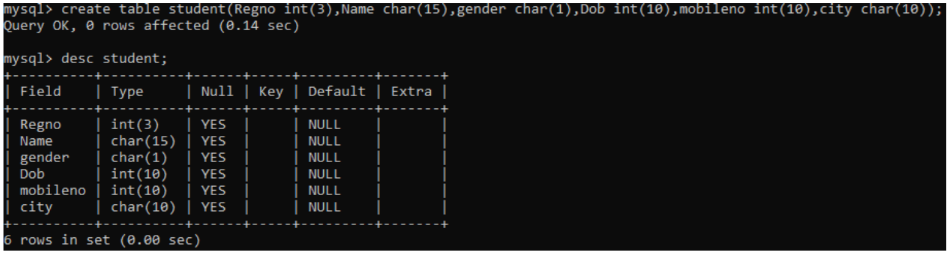 mysql> create table student(Regno int(3),Name char(15),gender char(1),Dob int(10),mobileno int(10),city char(10));
Query OK, 0 rows affected (0.14 sec)
mysql> desc student;
+----------+----------+------+-----+---------+-------+
| Field    | Type     | Null | Key | Default | Extra |
+----------+----------+------+-----+---------+-------+
| Regno    | int(3)   | YES  |     | NULL    |       |
| Name     | char(15) | YES  |     | NULL    |       |
| gender   | char(1)  | YES  |     | NULL    |       |
| Dob      | int(10)  | YES  |     | NULL    |       |
| mobileno | int(10)  | YES  |     | NULL    |       |
| city     | char(10) | YES  |     | NULL    |       |
+----------+----------+------+-----+---------+-------+
6 rows in set (0.00 sec)